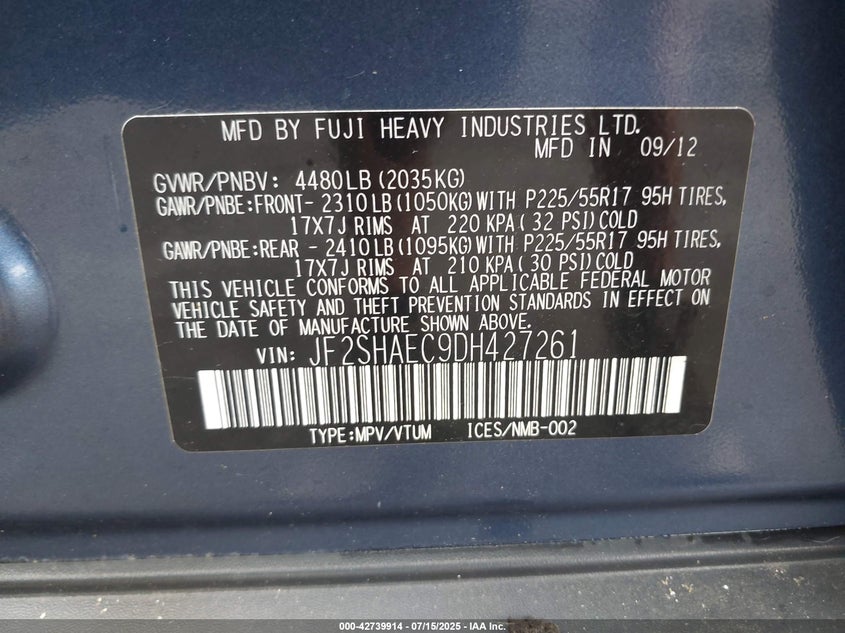 MFD BY FUJI HEAVY INDUSTRIES LTD.
MFD IN 09/12
GVWR/PNBV: 4480LB (2035KG)
GAWR/PNBE:FRONT- 2310 LB (1050KG) WITH P225/55R17 95H TIRES,
17X7J RIMS AT 220 KPA ( 32 PSI) COLD
GAWR/PNBE:REAR - 2410 LB (1095KG) WITH P225/55R17 95H TIRES,
17X7J RIMS AT 210 KPA ( 30 PSI) COLD
THIS VEHICLE CONFORMS TO ALL APPLICABLE FEDERAL MOTOR
VEHICLE SAFETY AND THEFT PREVENTION STANDARDS IN EFFECT ON
THE DATE OF MANUFACTURE SHOWN ABOVE.
VIN: JF2SHAEC9DH427261
TYPE:MPV/VTUM ICES/NMB-002
000-42739914 - 07/15/2025 - IAA Inc.